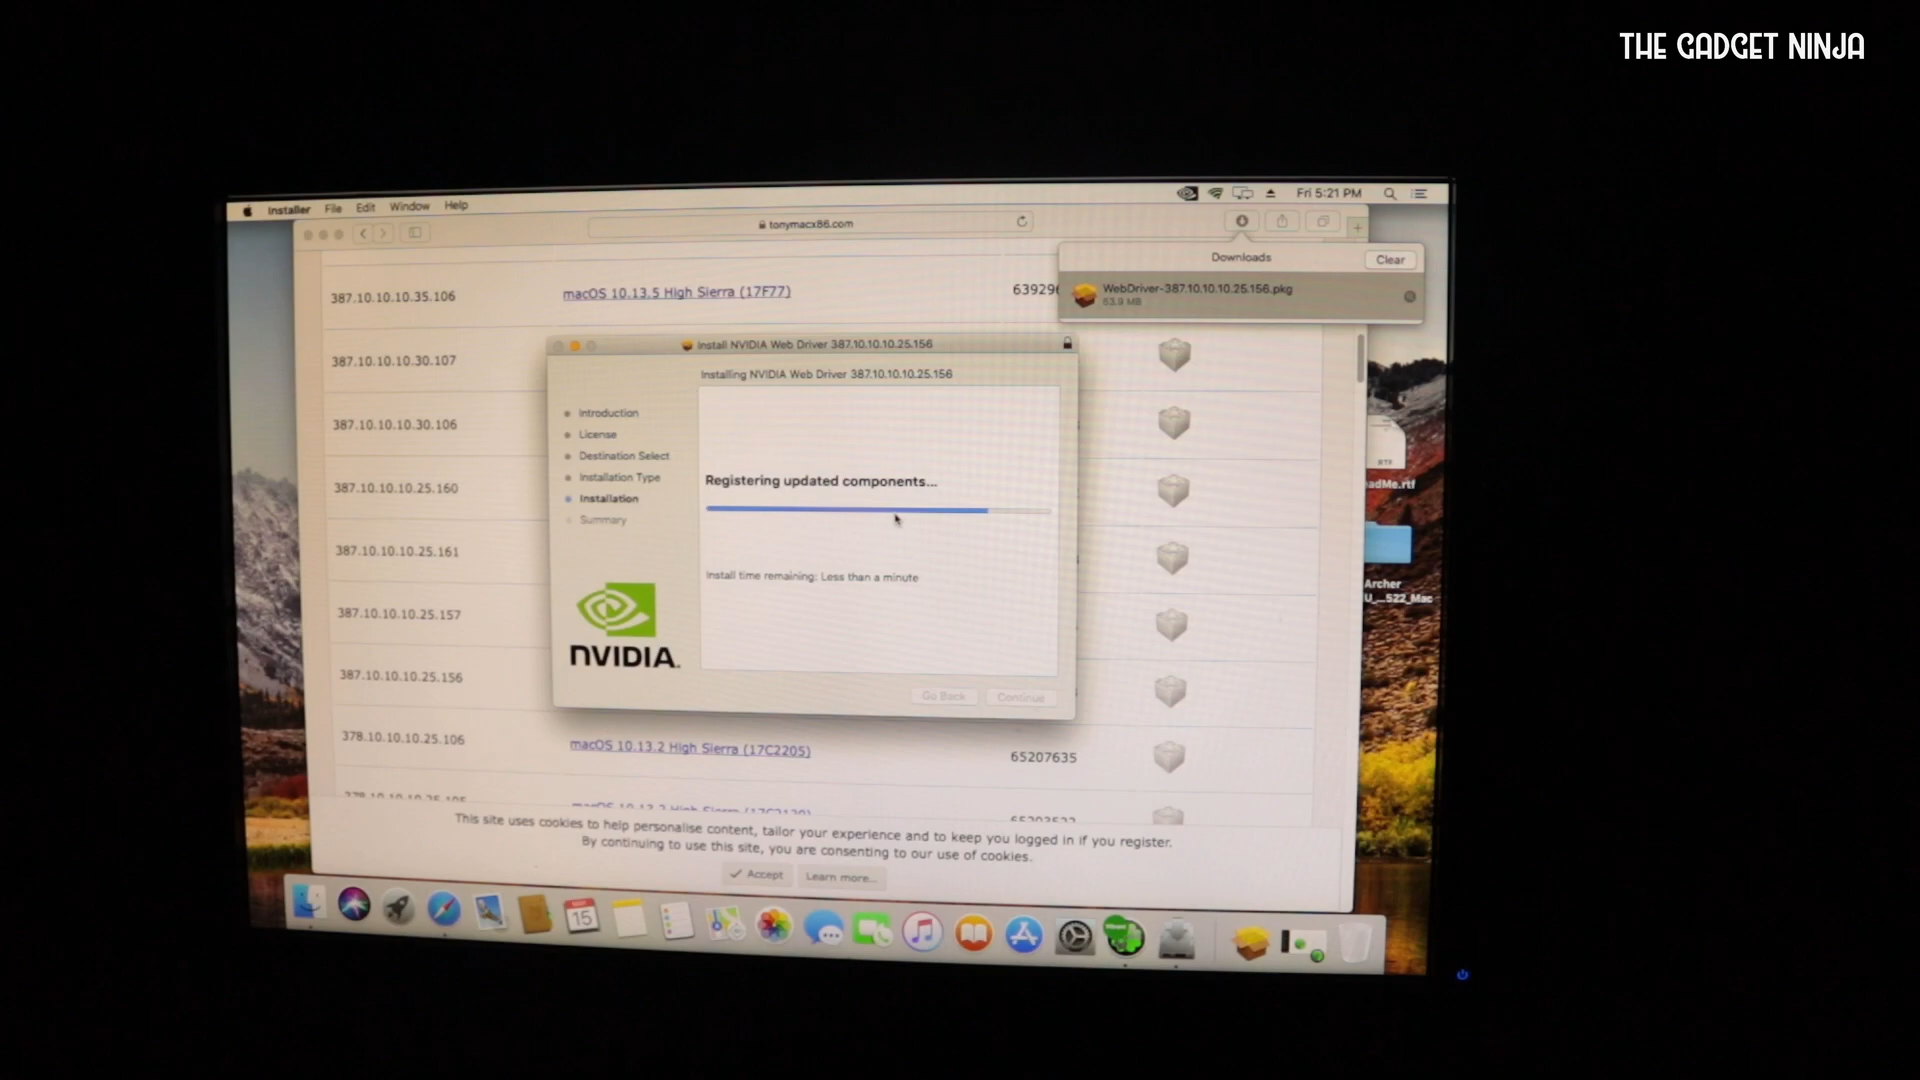 THE GADGET NINJA
Installer File Edit Window Help
Fri 5:21 PM
tonymacx86.com
Downloads
Clear
WebDriver-387.10.10.10.25.156.pkg
63.9 MB
387.10.10.10.35.106
macOS 10.13.5 High Sierra (17F77)
639296
387.10.10.10.30.107
387.10.10.10.30.106
387.10.10.10.25.160
387.10.10.10.25.161
387.10.10.10.25.157
387.10.10.10.25.156
378.10.10.10.25.106
macOS 10.13.2 High Sierra (17C2205)
65207635
Install NVIDIA Web Driver 387.10.10.10.25.156
Installing NVIDIA Web Driver 387.10.10.10.25.156
Introduction
License
Destination Select
Installation Type
Installation
Summary
Registering updated components...
Install time remaining: Less than a minute
NVIDIA.
Go Back
Continue
RTF
adMe.rtf
Archer
U_...522_Mac
This site uses cookies to help personalise content, tailor your experience and to keep you logged in if you register.
By continuing to use this site, you are consenting to our use of cookies.
Accept
Learn more...
15